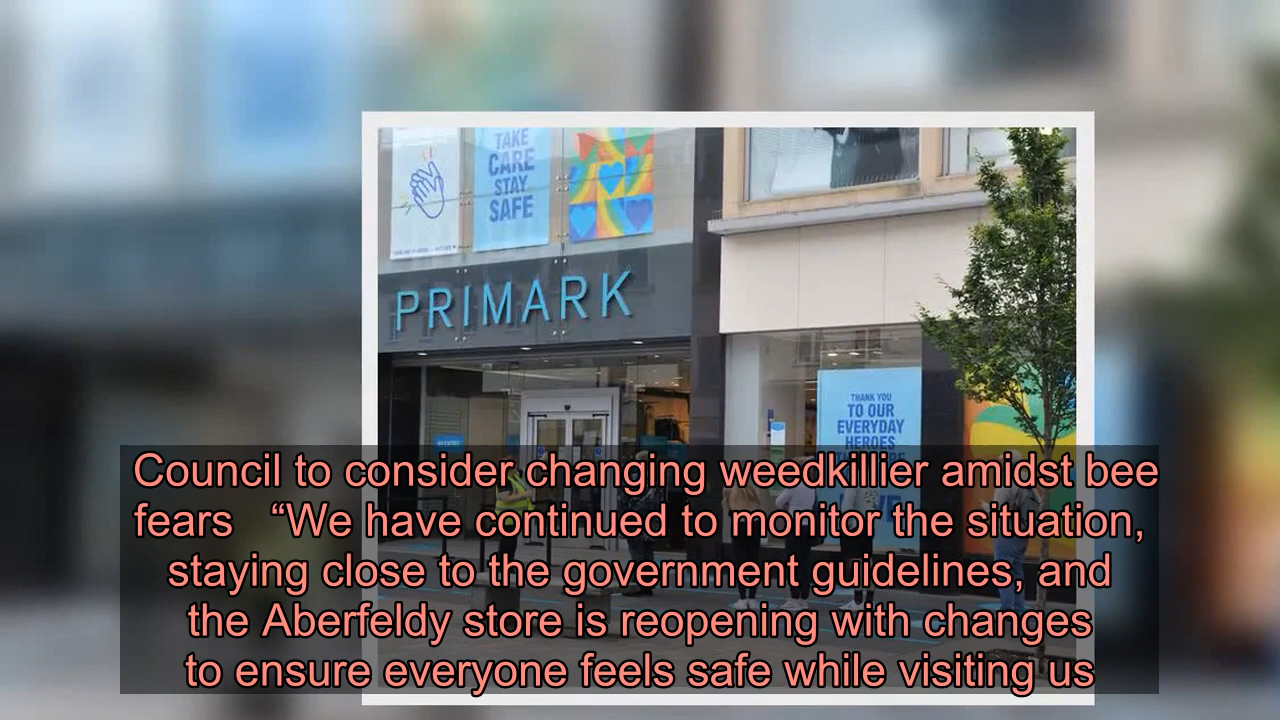 TAKE
CARE
STAY
SAFE
PRIMARK
THANK YOU
TO OUR
EVERYDAY
HEROES
Council to consider changing weedkillier amidst bee
fears “We have continued to monitor the situation,
staying close to the government guidelines, and
the Aberfeldy store is reopening with changes
to ensure everyone feels safe while visiting us